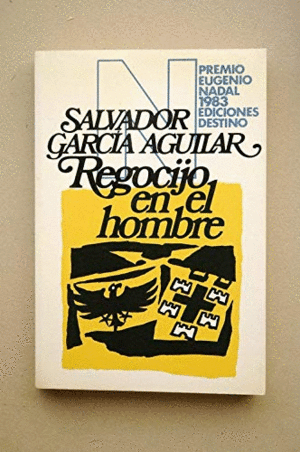 N
PREMIO
EUGENIO
NADAL
1983
EDICIONES
DESTINO
SALVADOR
GARCÍA AGUILAR
Regocijo
en el
hombre